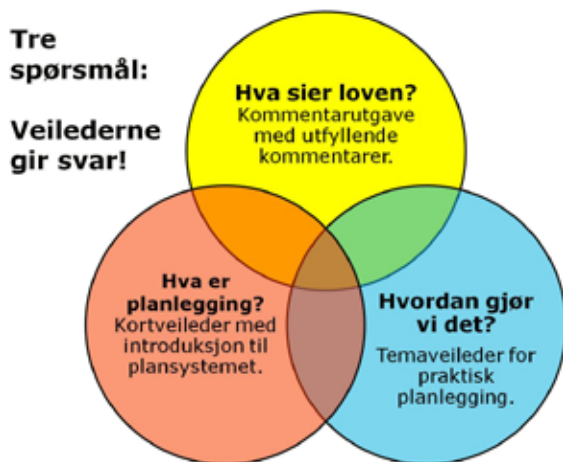 Tre
spørsmål:
Veilederne
gir svar!
Hva sier loven?
Kommentarutgave
med utfyllende
kommentarer.
Hva er
planlegging?
Kortveileder med
introduksjon til
plansystemet.
Hvordan gjør
vi det?
Temaveileder for
praktisk
planlegging.